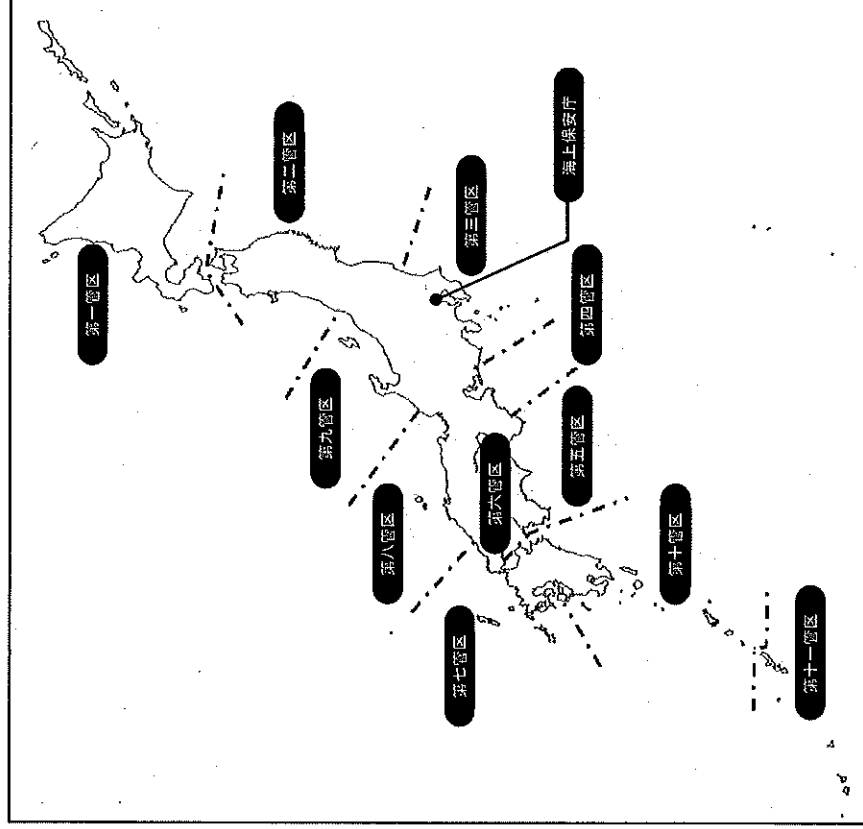 第一管区
第二管区
第三管区
海上保安庁
第四管区
第五管区
第六管区
第七管区
第八管区
第九管区
第十管区
第十一管区